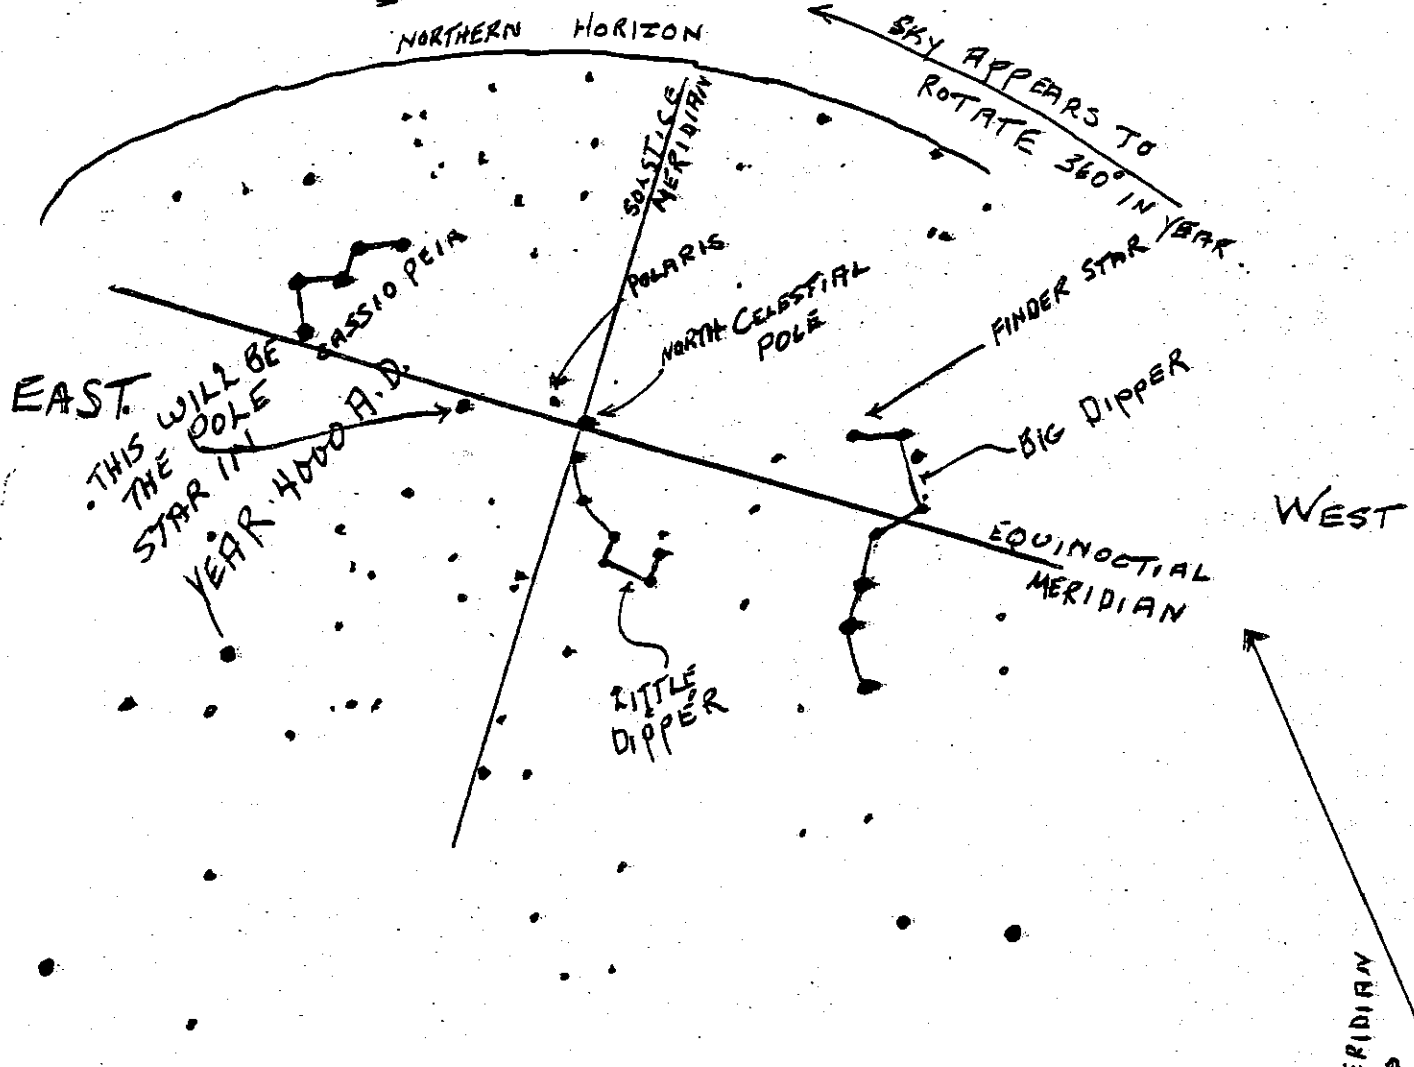 NORTHERN HORIZON
SKY APPEARS TO
ROTATE 360° IN YEAR.
SOLSTICE
MERIDIAN
POLARIS
NORTH CELESTIAL
POLE
FINDER STAR
CASSIOPEIA
EAST.
THIS WILL BE
THE POLE
STAR IN
YEAR 4000 A.D.
BIG DIPPER
WEST
EQUINOCTIAL
MERIDIAN
LITTLE
DIPPER
ERIDIAN